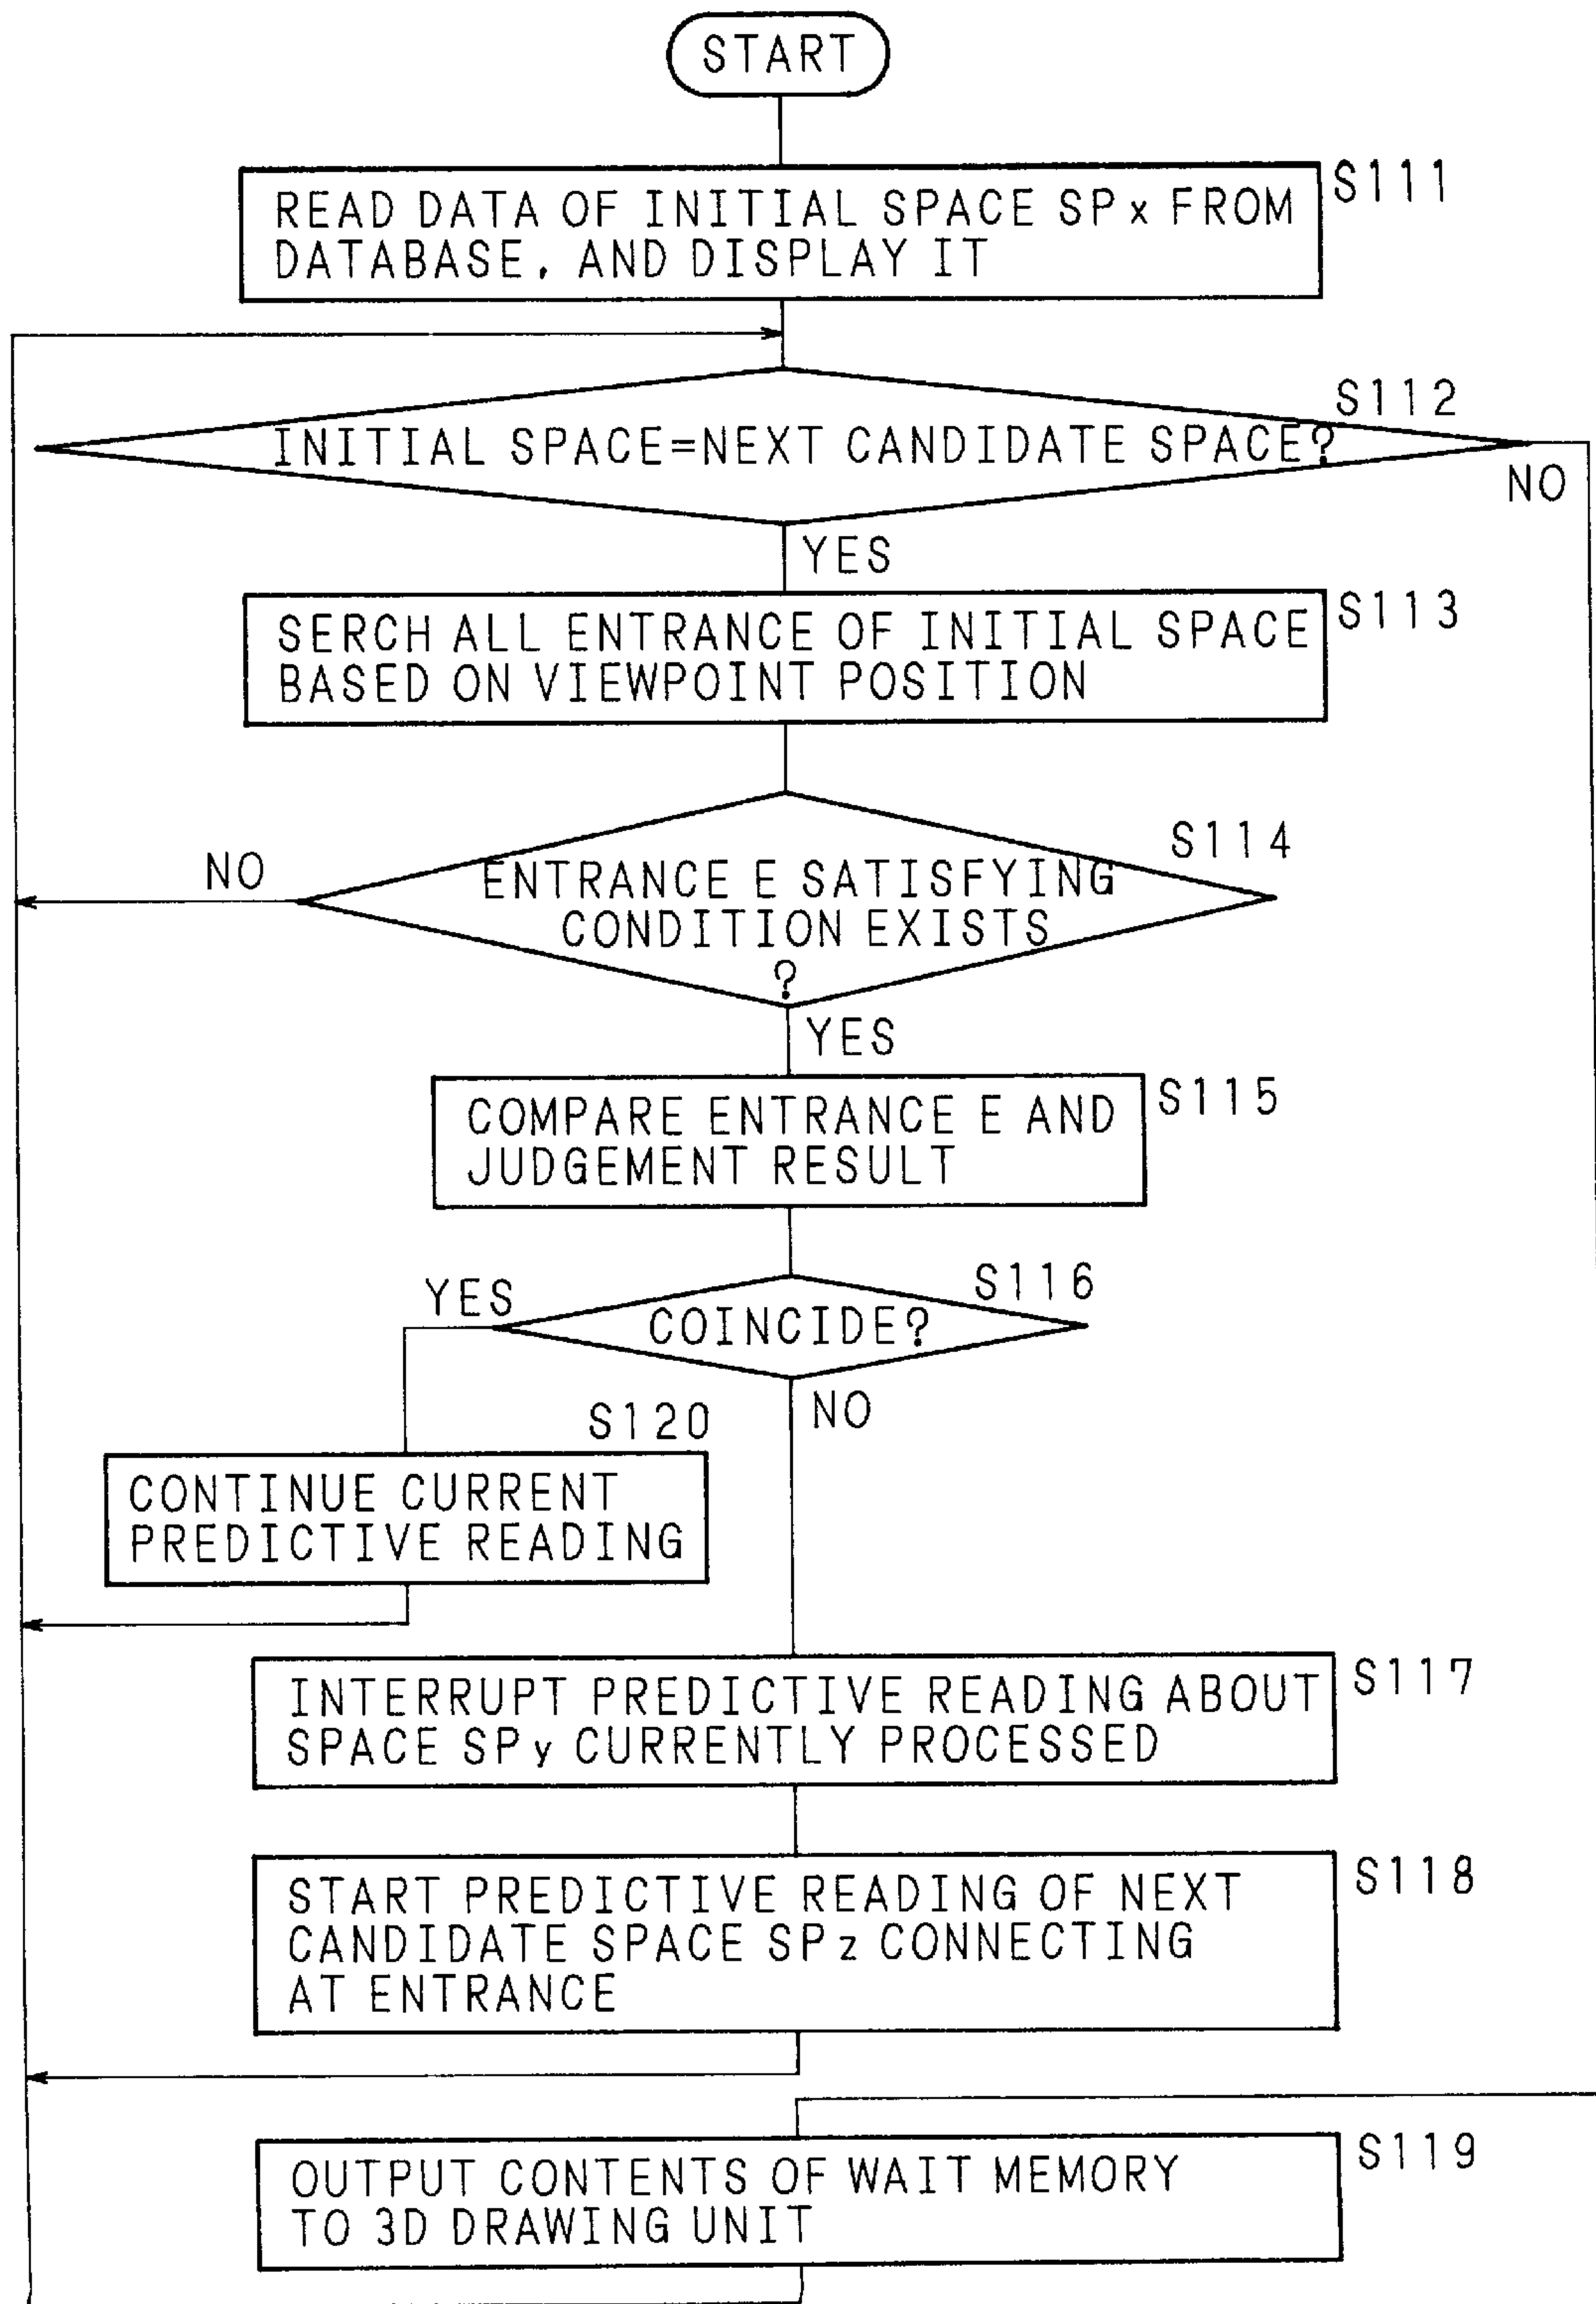 START
READ DATA OF INITIAL SPACE SPx FROM
DATABASE, AND DISPLAY IT
S111
INITIAL SPACE=NEXT CANDIDATE SPACE?
S112
NO
YES
SERCH ALL ENTRANCE OF INITIAL SPACE
BASED ON VIEWPOINT POSITION
S113
NO
ENTRANCE E SATISFYING
CONDITION EXISTS
?
S114
YES
COMPARE ENTRANCE E AND
JUDGEMENT RESULT
S115
YES
COINCIDE?
S116
NO
S120
CONTINUE CURRENT
PREDICTIVE READING
INTERRUPT PREDICTIVE READING ABOUT
SPACE SPy CURRENTLY PROCESSED
S117
START PREDICTIVE READING OF NEXT
CANDIDATE SPACE SPz CONNECTING
AT ENTRANCE
S118
OUTPUT CONTENTS OF WAIT MEMORY
TO 3D DRAWING UNIT
S119